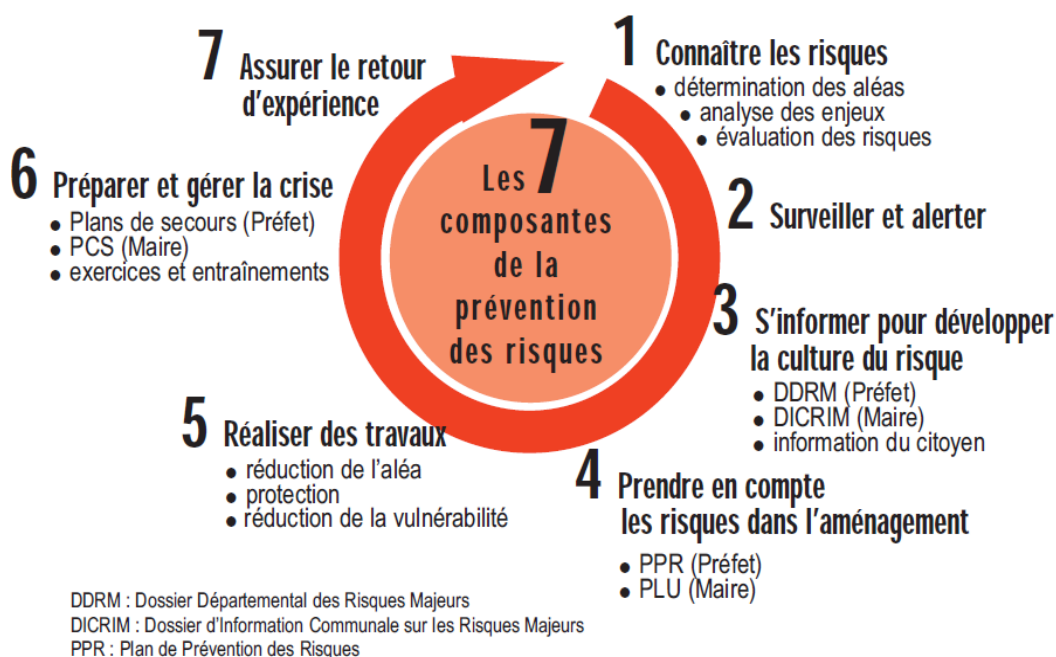 1 Connaître les risques
• détermination des aléas
• analyse des enjeux
• évaluation des risques
2 Surveiller et alerter
3 S'informer pour développer
la culture du risque
• DDRM (Préfet)
• DICRIM (Maire)
• information du citoyen
4 Prendre en compte
les risques dans l'aménagement
• PPR (Préfet)
• PLU (Maire)
5 Réaliser des travaux
• réduction de l'aléa
• protection
• réduction de la vulnérabilité
6 Préparer et gérer la crise
• Plans de secours (Préfet)
• PCS (Maire)
• exercices et entraînements
7 Assurer le retour
d'expérience
Les 7
composantes
de la
prévention
des risques
DDRM : Dossier Départemental des Risques Majeurs
DICRIM : Dossier d'Information Communale sur les Risques Majeurs
PPR : Plan de Prévention des Risques